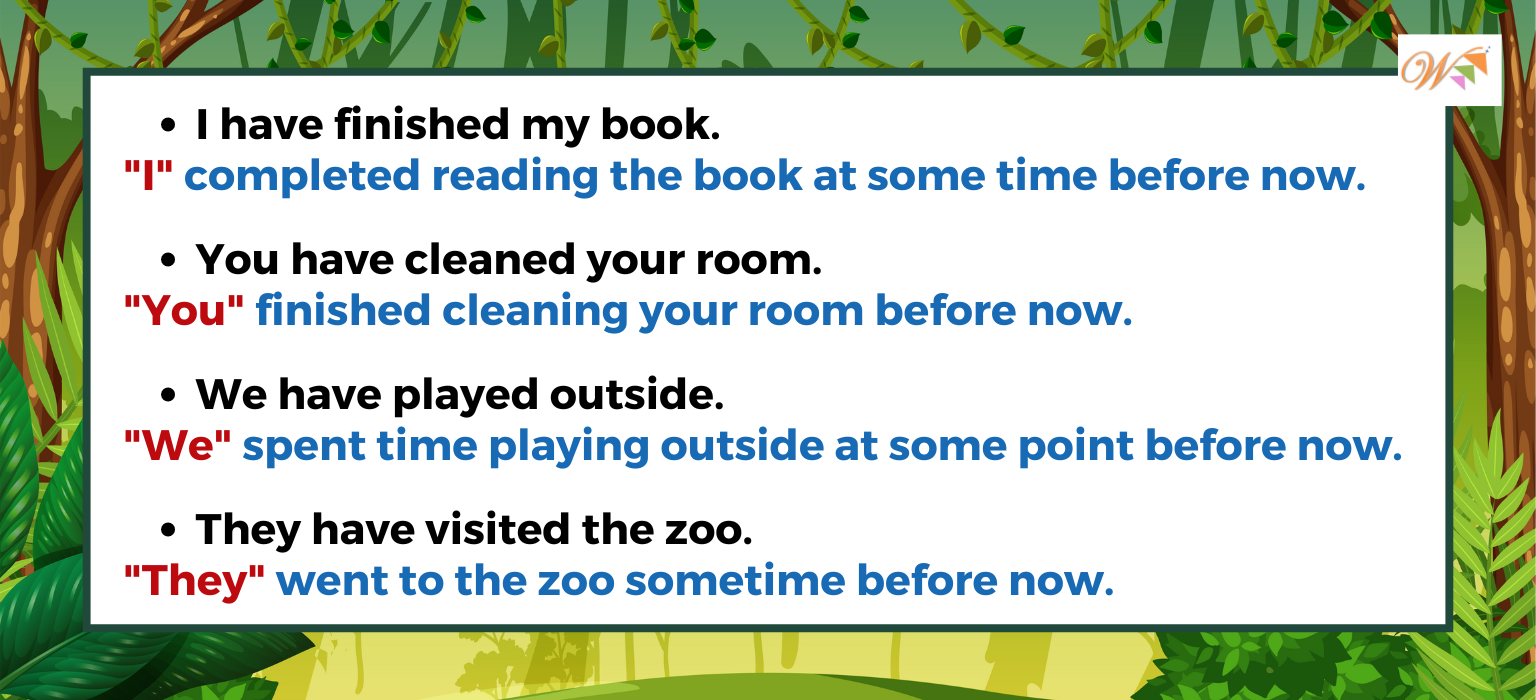 • I have finished my book.
"I" completed reading the book at some time before now.
• You have cleaned your room.
"You" finished cleaning your room before now.
• We have played outside.
"We" spent time playing outside at some point before now.
• They have visited the zoo.
"They" went to the zoo sometime before now.
W